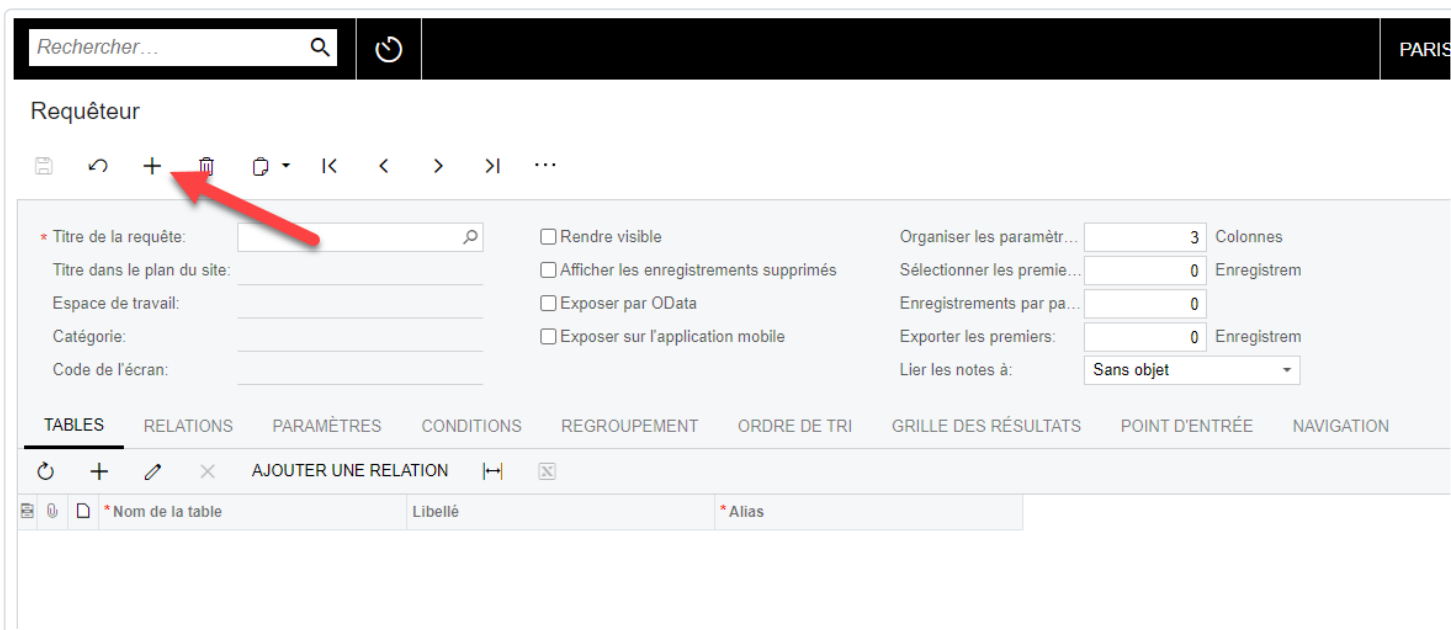 Rechercher...
PARIS
Requêteur
* Titre de la requête:
Rendre visible
Organiser les paramètr...
3
Colonnes
Titre dans le plan du site:
Afficher les enregistrements supprimés
Sélectionner les premie...
0
Enregistrem
Espace de travail:
Exposer par OData
Enregistrements par pa...
0
Catégorie:
Exposer sur l'application mobile
Exporter les premiers:
0
Enregistrem
Code de l'écran:
Lier les notes à:
Sans objet
TABLES RELATIONS PARAMÈTRES CONDITIONS REGROUPEMENT ORDRE DE TRI GRILLE DES RÉSULTATS POINT D'ENTRÉE NAVIGATION
AJOUTER UNE RELATION
* Nom de la table
Libellé
* Alias